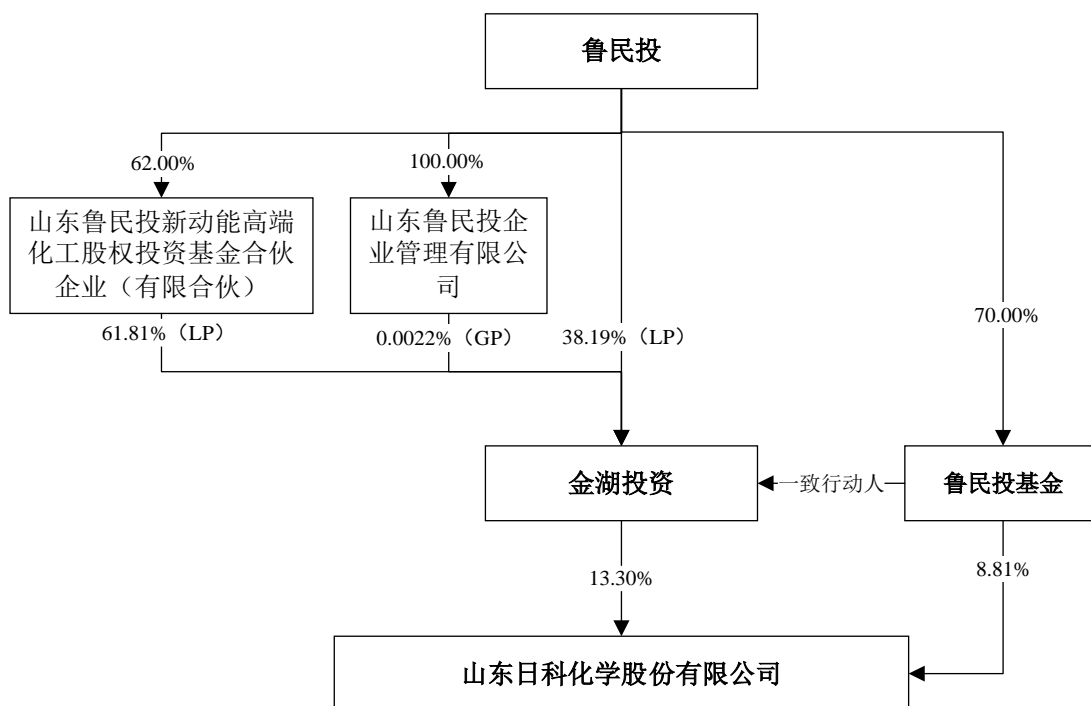 鲁民投
62.00%
100.00%
山东鲁民投新动能高端
化工股权投资基金合伙
企业（有限合伙）
山东鲁民投企
业管理有限公
司
70.00%
61.81%（LP）
0.0022%（GP）
38.19%（LP）
金湖投资
一致行动人
鲁民投基金
13.30%
8.81%
山东日科化学股份有限公司